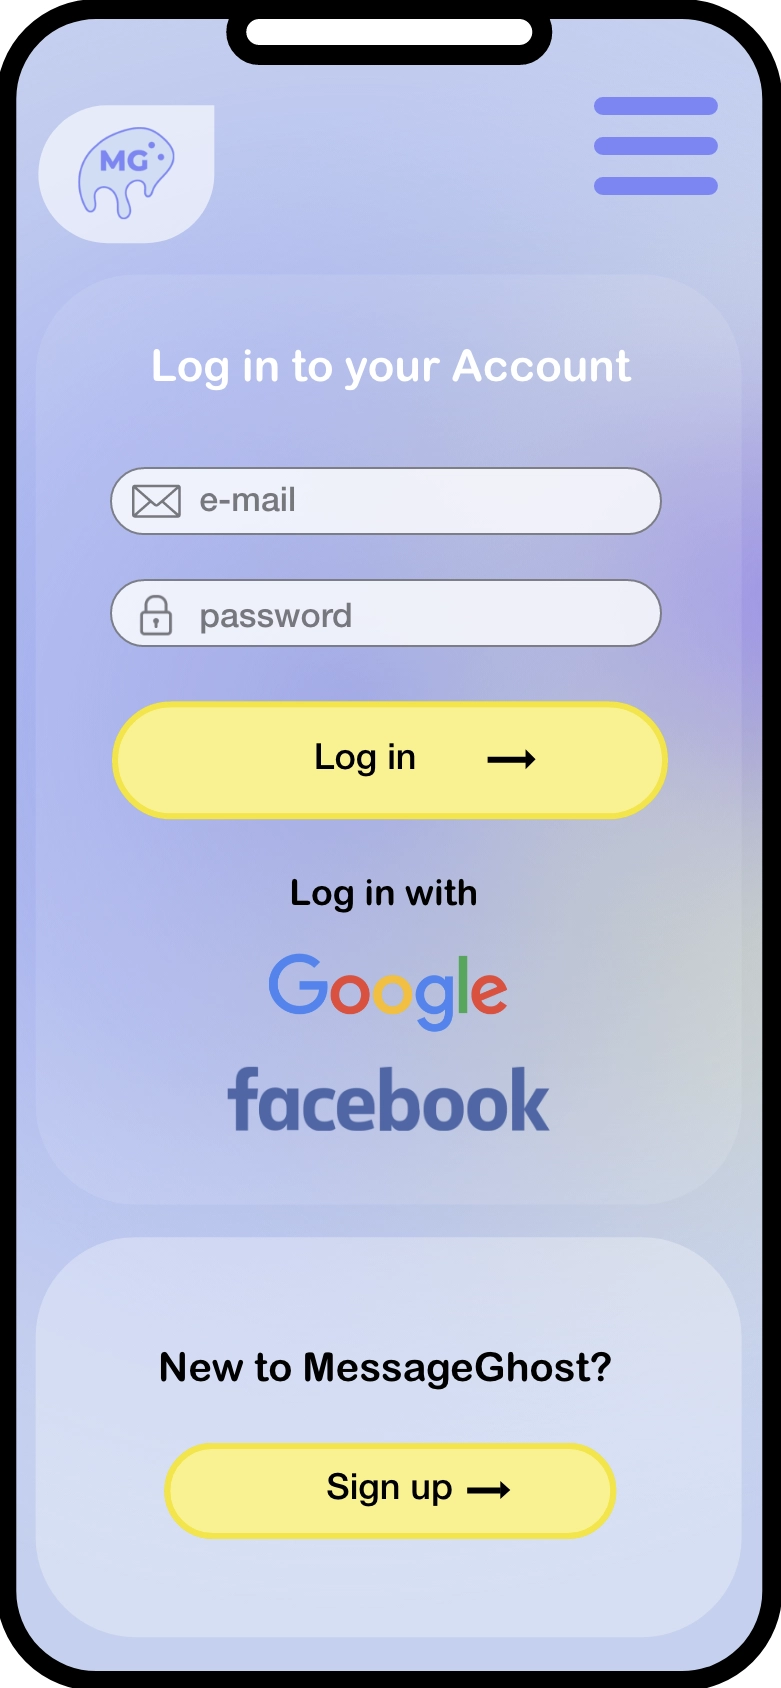 MG
Log in to your Account
e-mail
password
Log in
Log in with
Google
facebook
New to MessageGhost?
Sign up